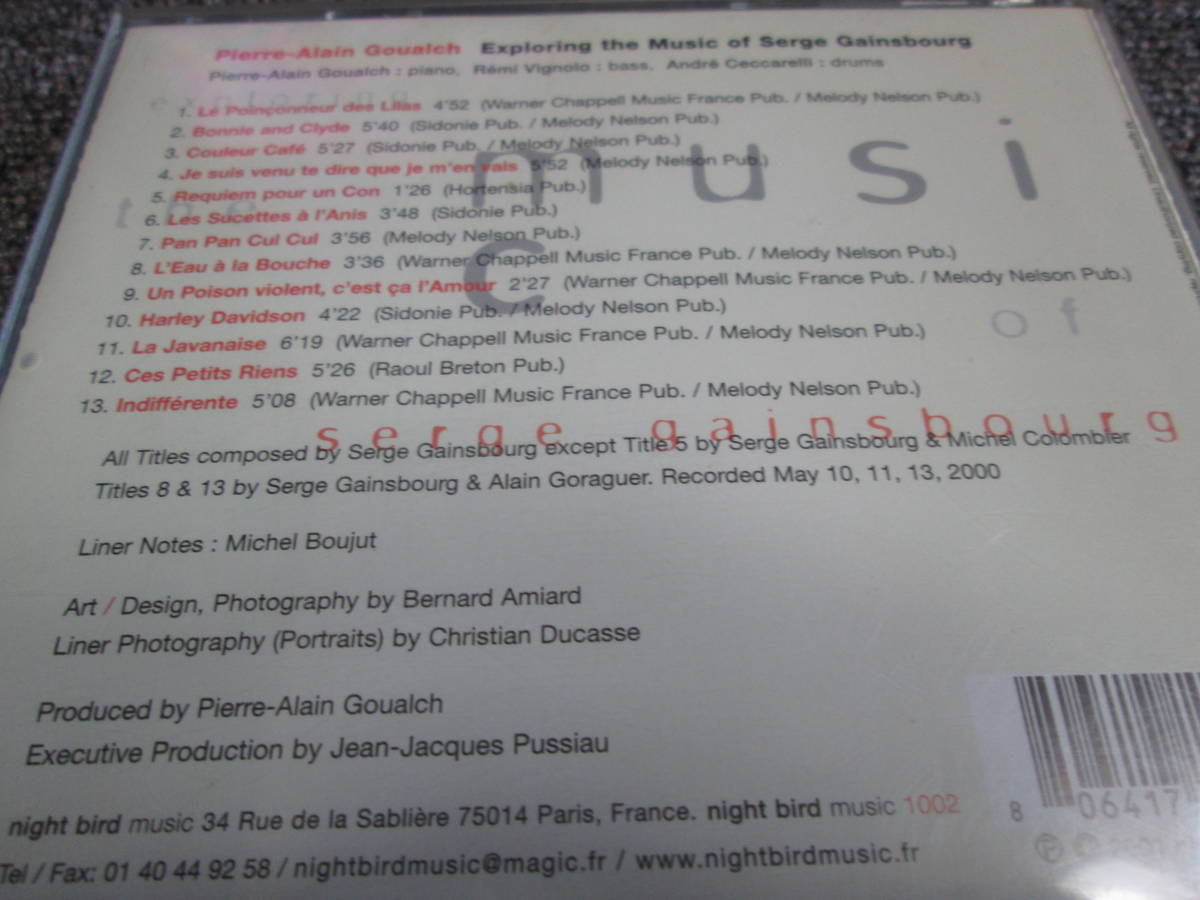 Pierre-Alain Goualch Exploring the Music of Serge Gainsbourg
Pierre-Alain Goualch : piano, Rémi Vignolo : bass, André Ceccarelli : drums
exploring
1. Le Poinçonneur des Lilas 4'52 (Warner Chappell Music France Pub. / Melody Nelson Pub.)
2. Bonnie and Clyde 5'40 (Sidonie Pub. / Melody Nelson Pub.)
3. Couleur Café 5'27 (Sidonie Pub. / Melody Nelson Pub.)
4. Je suis venu te dire que je m'en vais 5'52 (Melody Nelson Pub.)
5. Requiem pour un Con 1'26 (Hortensia Pub.)
the
musi
6. Les Sucettes à l'Anis 3'48 (Sidonie Pub.)
7. Pan Pan Cul Cul 3'56 (Melody Nelson Pub.)
8. L'Eau à la Bouche 3'36 (Warner Chappell Music France Pub. / Melody Nelson Pub.)
c
9. Un Poison violent, c'est ça l'Amour 2'27 (Warner Chappell Music France Pub. / Melody Nelson Pub.)
10. Harley Davidson 4'22 (Sidonie Pub. / Melody Nelson Pub.)
of
11. La Javanaise 6'19 (Warner Chappell Music France Pub. / Melody Nelson Pub.)
12. Ces Petits Riens 5'26 (Raoul Breton Pub.)
13. Indifférente 5'08 (Warner Chappell Music France Pub. / Melody Nelson Pub.)
serge gainsbourg
All Titles composed by Serge Gainsbourg except Title 5 by Serge Gainsbourg & Michel Colombier
Titles 8 & 13 by Serge Gainsbourg & Alain Goraguer. Recorded May 10, 11, 13, 2000
Liner Notes : Michel Boujut
Art / Design, Photography by Bernard Amiard
Liner Photography (Portraits) by Christian Ducasse
Produced by Pierre-Alain Goualch
Executive Production by Jean-Jacques Pussiau
night bird music 34 Rue de la Sablière 75014 Paris, France. night bird music 1002
Tel / Fax: 01 40 44 92 58 / nightbirdmusic@magic.fr / www.nightbirdmusic.fr
8 06417